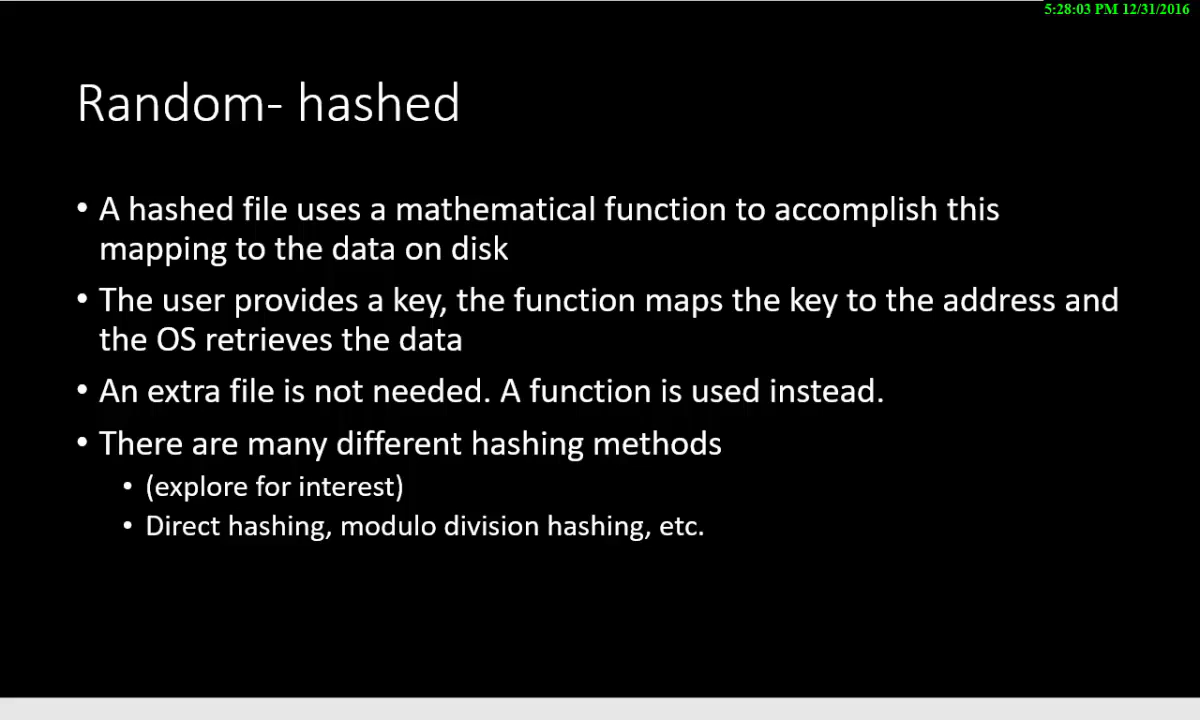 5:28:03 PM 12/31/2016
Random- hashed
• A hashed file uses a mathematical function to accomplish this
mapping to the data on disk
• The user provides a key, the function maps the key to the address and
the OS retrieves the data
• An extra file is not needed. A function is used instead.
• There are many different hashing methods
• (explore for interest)
• Direct hashing, modulo division hashing, etc.